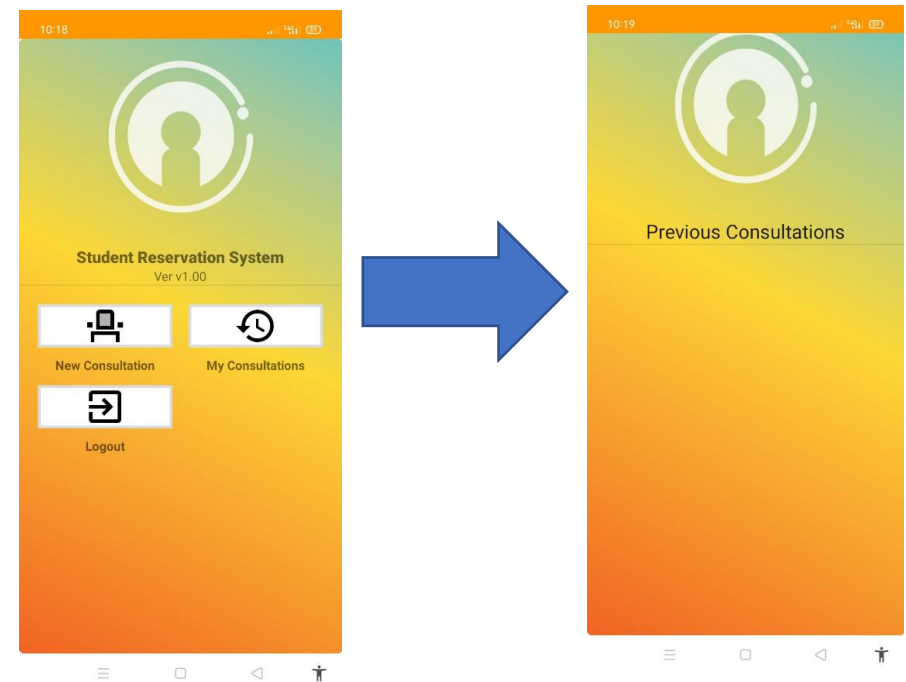 10:18
Student Reservation System
Ver v1.00
New Consultation
My Consultations
Logout
10:19
Previous Consultations